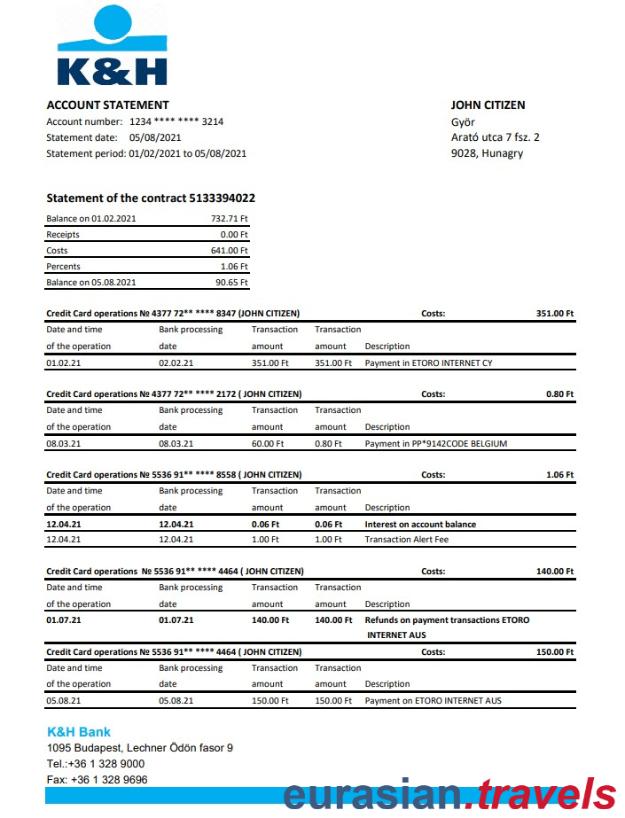 K&H
ACCOUNT STATEMENT
Account number: 1234 **** **** 3214
Statement date: 05/08/2021
Statement period: 01/02/2021 to 05/08/2021
JOHN CITIZEN
Györ
Arató utca 7 fsz. 2
9028, Hunagry
Statement of the contract 5133394022
Balance on 01.02.2021 732.71 Ft
Receipts 0.00 Ft
Costs 641.00 Ft
Percents 1.06 Ft
Balance on 05.08.2021 90.65 Ft
Credit Card operations № 4377 72** **** 8347 (JOHN CITIZEN) Costs: 351.00 Ft
Date and time Bank processing Transaction Transaction
of the operation date amount amount Description
01.02.21 02.02.21 351.00 Ft 351.00 Ft Payment in ETORO INTERNET CY
Credit Card operations № 4377 72** **** 2172 ( JOHN CITIZEN) Costs: 0.80 Ft
Date and time Bank processing Transaction Transaction
of the operation date amount amount Description
08.03.21 08.03.21 60.00 Ft 0.80 Ft Payment in PP*9142CODE BELGIUM
Credit Card operations № 5536 91** **** 8558 ( JOHN CITIZEN) Costs: 1.06 Ft
Date and time Bank processing Transaction Transaction
of the operation date amount amount Description
12.04.21 12.04.21 0.06 Ft 0.06 Ft Interest on account balance
12.04.21 12.04.21 1.00 Ft 1.00 Ft Transaction Alert Fee
Credit Card operations № 5536 91** **** 4464 ( JOHN CITIZEN) Costs: 140.00 Ft
Date and time Bank processing Transaction Transaction
of the operation date amount amount Description
01.07.21 01.07.21 140.00 Ft 140.00 Ft Refunds on payment transactions ETORO
INTERNET AUS
Credit Card operations № 5536 91** **** 4464 ( JOHN CITIZEN) Costs: 150.00 Ft
Date and time Bank processing Transaction Transaction
of the operation date amount amount Description
05.08.21 05.08.21 150.00 Ft 150.00 Ft Payment on ETORO INTERNET AUS
K&H Bank
1095 Budapest, Lechner Ödön fasor 9
Tel.:+36 1 328 9000
Fax: +36 1 328 9696
eurasian.travels